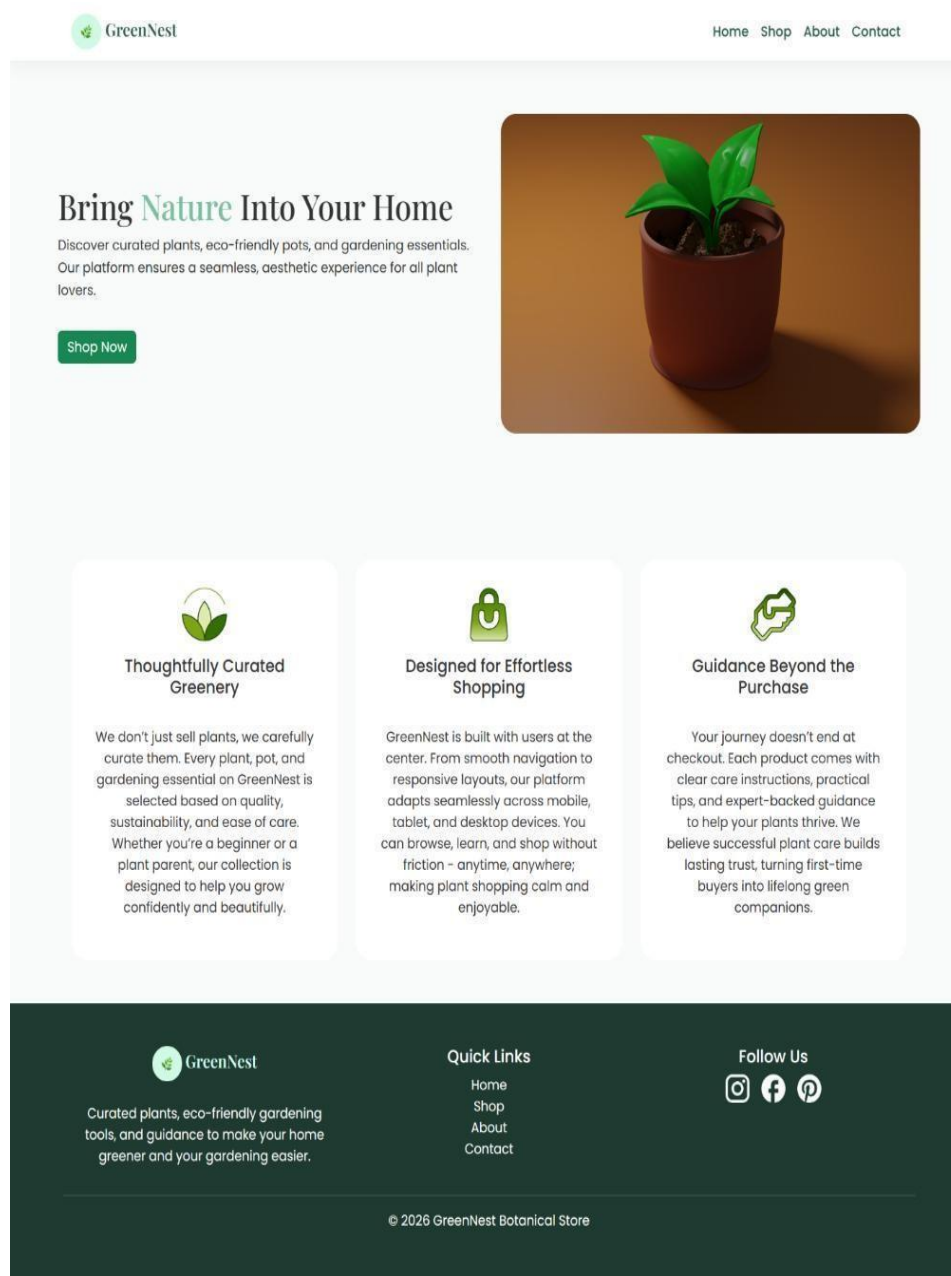 GreenNest
Home Shop About Contact
Bring Nature Into Your Home
Discover curated plants, eco-friendly pots, and gardening essentials.
Our platform ensures a seamless, aesthetic experience for all plant
lovers.
Shop Now
Thoughtfully Curated
Greenery
We don't just sell plants, we carefully
curate them. Every plant, pot, and
gardening essential on GreenNest is
selected based on quality,
sustainability, and ease of care.
Whether you're a beginner or a
plant parent, our collection is
designed to help you grow
confidently and beautifully.
Designed for Effortless
Shopping
GreenNest is built with users at the
center. From smooth navigation to
responsive layouts, our platform
adapts seamlessly across mobile,
tablet, and desktop devices. You
can browse, learn, and shop without
friction - anytime, anywhere;
making plant shopping calm and
enjoyable.
Guidance Beyond the
Purchase
Your journey doesn't end at
checkout. Each product comes with
clear care instructions, practical
tips, and expert-backed guidance
to help your plants thrive. We
believe successful plant care builds
lasting trust, turning first-time
buyers into lifelong green
companions.
GreenNest
Curated plants, eco-friendly gardening
tools, and guidance to make your home
greener and your gardening easier.
Quick Links
Home
Shop
About
Contact
Follow Us
© 2026 GreenNest Botanical Store